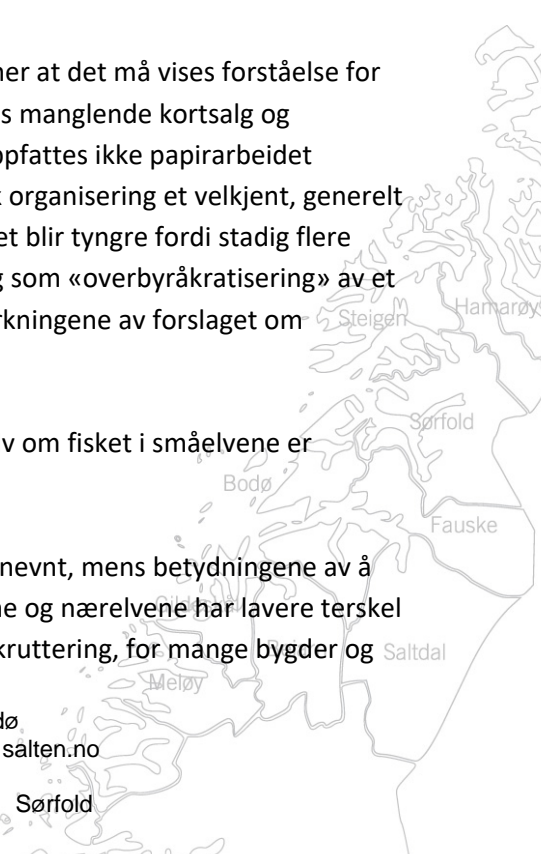 ner at det må vises forståelse for
s manglende kortsalg og
ppfattes ikke papirarbeidet
organisering et velkjent, generelt
et blir tyngre fordi stadig flere
g som «overbyråkratisering» av et
rkningene av forslaget om
Steigen
Hamarøy
Sørfold
v om fisket i småelvene er
Bodø
Fauske
nevnt, mens betydningene av å
ne og nærelvene har lavere terskel
kruttering, for mange bygder og
Saltdal
Meløy
dø
salten.no
Sørfold